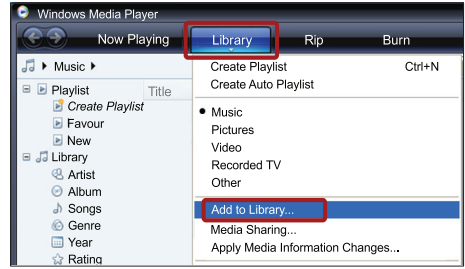 Windows Media Player
Now Playing Library Rip Burn
Music
Create Playlist Ctrl+N
Create Auto Playlist
Music
Pictures
Video
Recorded TV
Other
Add to Library...
Media Sharing...
Apply Media Information Changes...
Playlist Title
Create Playlist
Favour
New
Library
Artist
Album
Songs
Genre
Year
Rating